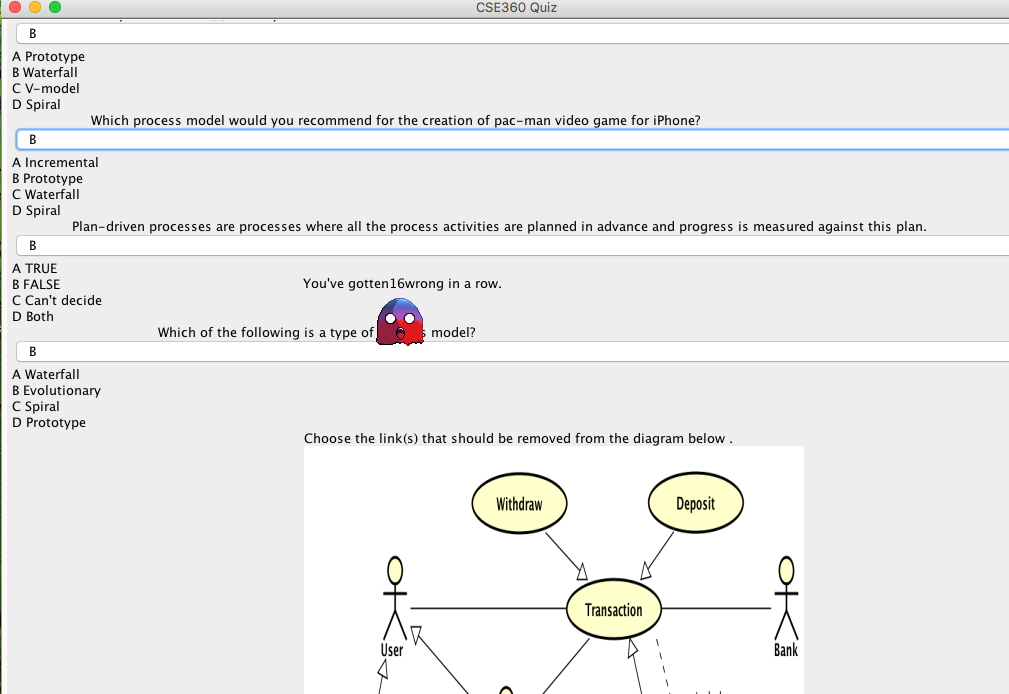 CSE360 Quiz
B
A Prototype
B Waterfall
C V-model
D Spiral
Which process model would you recommend for the creation of pac-man video game for iPhone?
B
A Incremental
B Prototype
C Waterfall
D Spiral
Plan-driven processes are processes where all the process activities are planned in advance and progress is measured against this plan.
B
A TRUE
B FALSE
C Can't decide
D Both
You've gotten16wrong in a row.
Which of the following is a type of model?
B
A Waterfall
B Evolutionary
C Spiral
D Prototype
Choose the link(s) that should be removed from the diagram below .
Withdraw
Deposit
Transaction
User
Bank